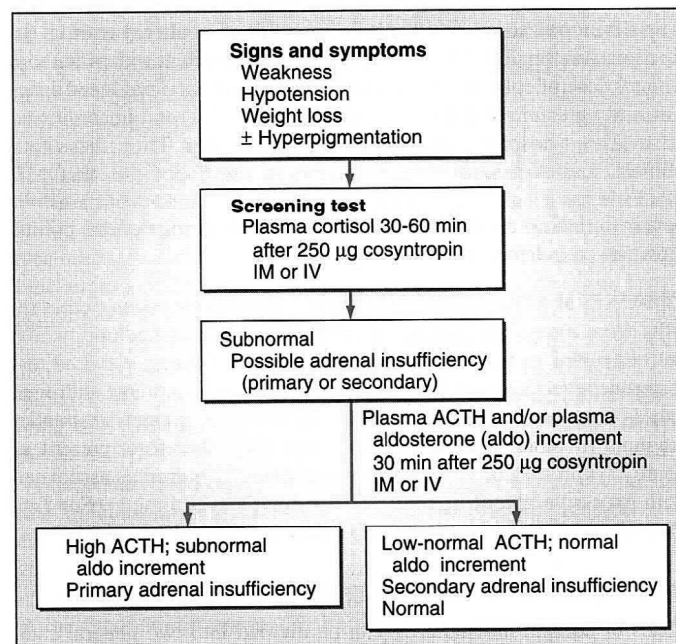 Signs and symptoms
Weakness
Hypotension
Weight loss
± Hyperpigmentation
Screening test
Plasma cortisol 30-60 min
after 250 µg cosyntropin
IM or IV
Subnormal
Possible adrenal insufficiency
(primary or secondary)
Plasma ACTH and/or plasma
aldosterone (aldo) increment
30 min after 250 µg cosyntropin
IM or IV
High ACTH; subnormal
aldo increment
Primary adrenal insufficiency
Low-normal ACTH; normal
aldo increment
Secondary adrenal insufficiency
Normal